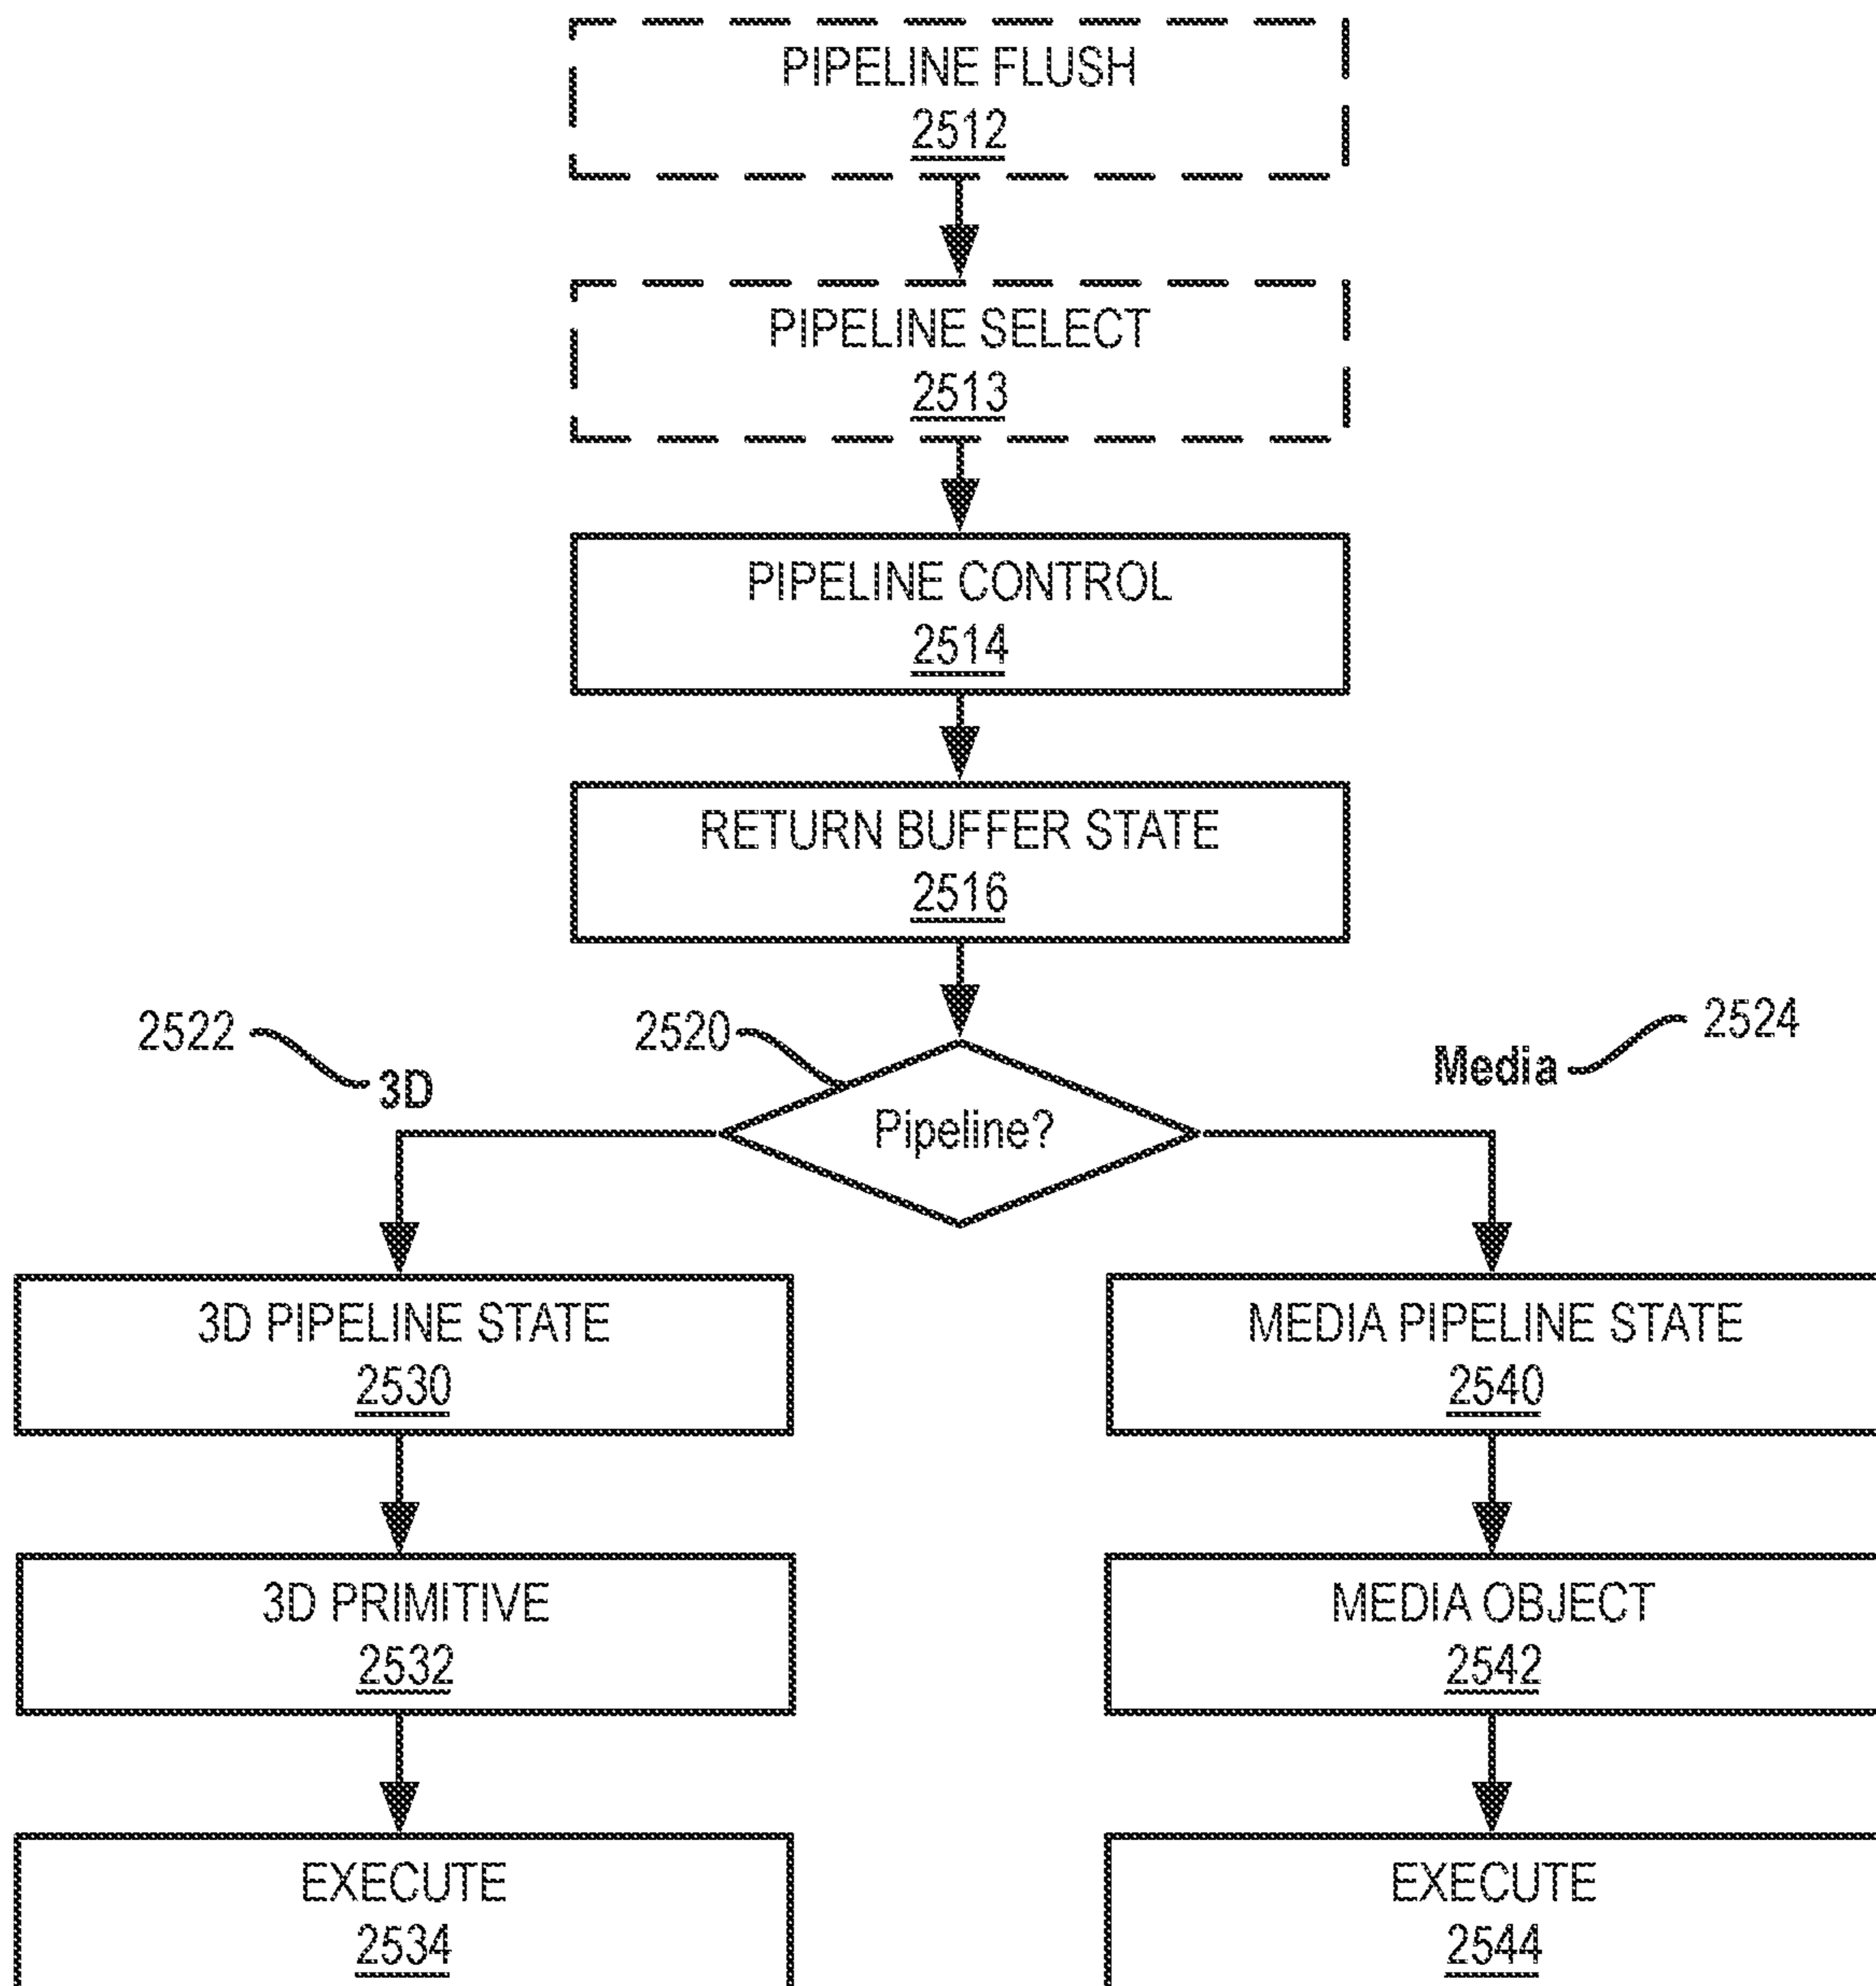 PIPELINE FLUSH
2512
PIPELINE SELECT
2513
PIPELINE CONTROL
2514
RETURN BUFFER STATE
2516
2522
3D
2520
Pipeline?
Media
2524
3D PIPELINE STATE
2530
MEDIA PIPELINE STATE
2540
3D PRIMITIVE
2532
MEDIA OBJECT
2542
EXECUTE
2534
EXECUTE
2544